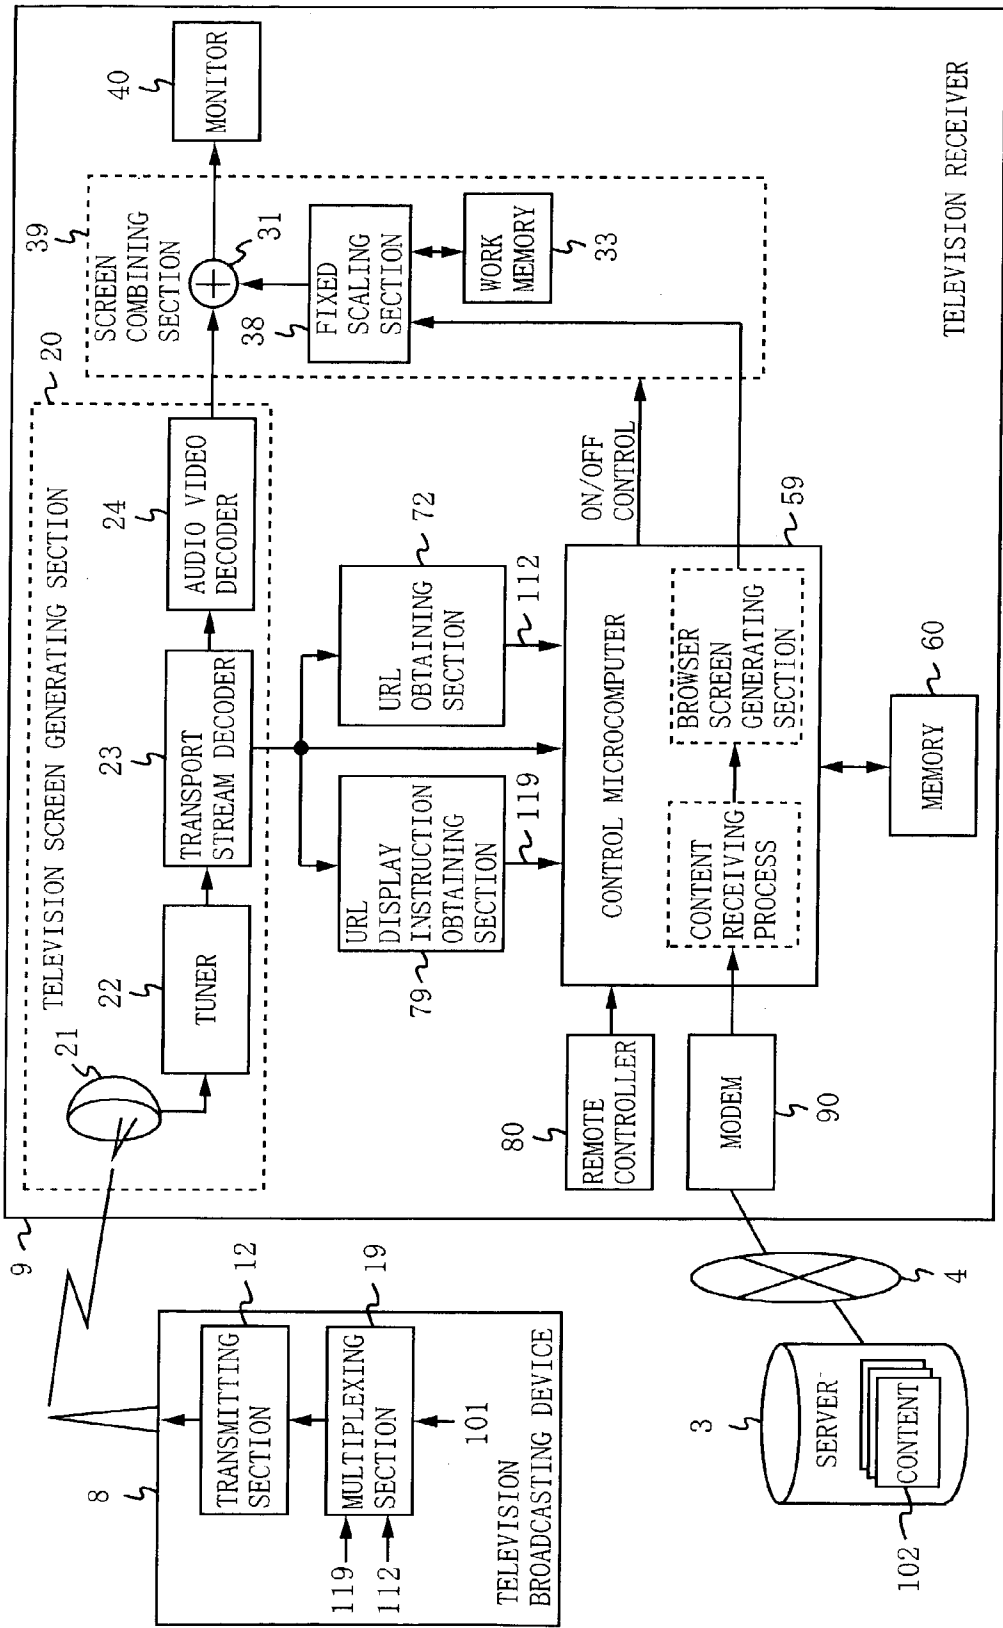 9
TELEVISION SCREEN GENERATING SECTION
20
21
22
TUNER
23
TRANSPORT
STREAM DECODER
24
AUDIO VIDEO
DECODER
39
SCREEN
COMBINING
SECTION
31
38
FIXED
SCALING
SECTION
WORK
MEMORY
33
40
MONITOR
8
12
TRANSMITTING
SECTION
19
MULTIPLEXING
SECTION
119
112
101
TELEVISION
BROADCASTING DEVICE
URL
DISPLAY
INSTRUCTION
OBTAINING
SECTION
79
119
URL
OBTAINING
SECTION
72
112
ON/OFF
CONTROL
80
REMOTE
CONTROLLER
CONTROL MICROCOMPUTER
59
CONTENT
RECEIVING
PROCESS
BROWSER
SCREEN
GENERATING
SECTION
MODEM
90
MEMORY
60
3
SERVER
CONTENT
102
4
TELEVISION RECEIVER